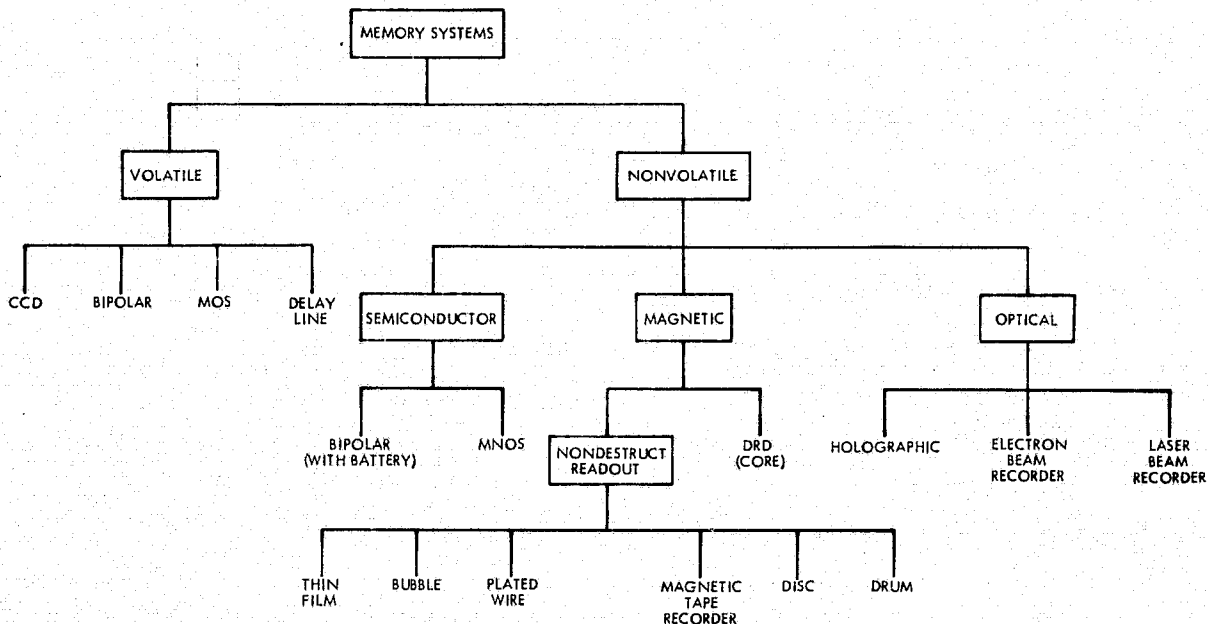 MEMORY SYSTEMS
VOLATILE
NONVOLATILE
CCD
BIPOLAR
MOS
DELAY
LINE
SEMICONDUCTOR
MAGNETIC
OPTICAL
BIPOLAR
(WITH BATTERY)
MNOS
NONDESTRUCT
READOUT
DRD
(CORE)
HOLOGRAPHIC
ELECTRON
BEAM
RECORDER
LASER
BEAM
RECORDER
THIN
FILM
BUBBLE
PLATED
WIRE
MAGNETIC
TAPE
RECORDER
DISC
DRUM